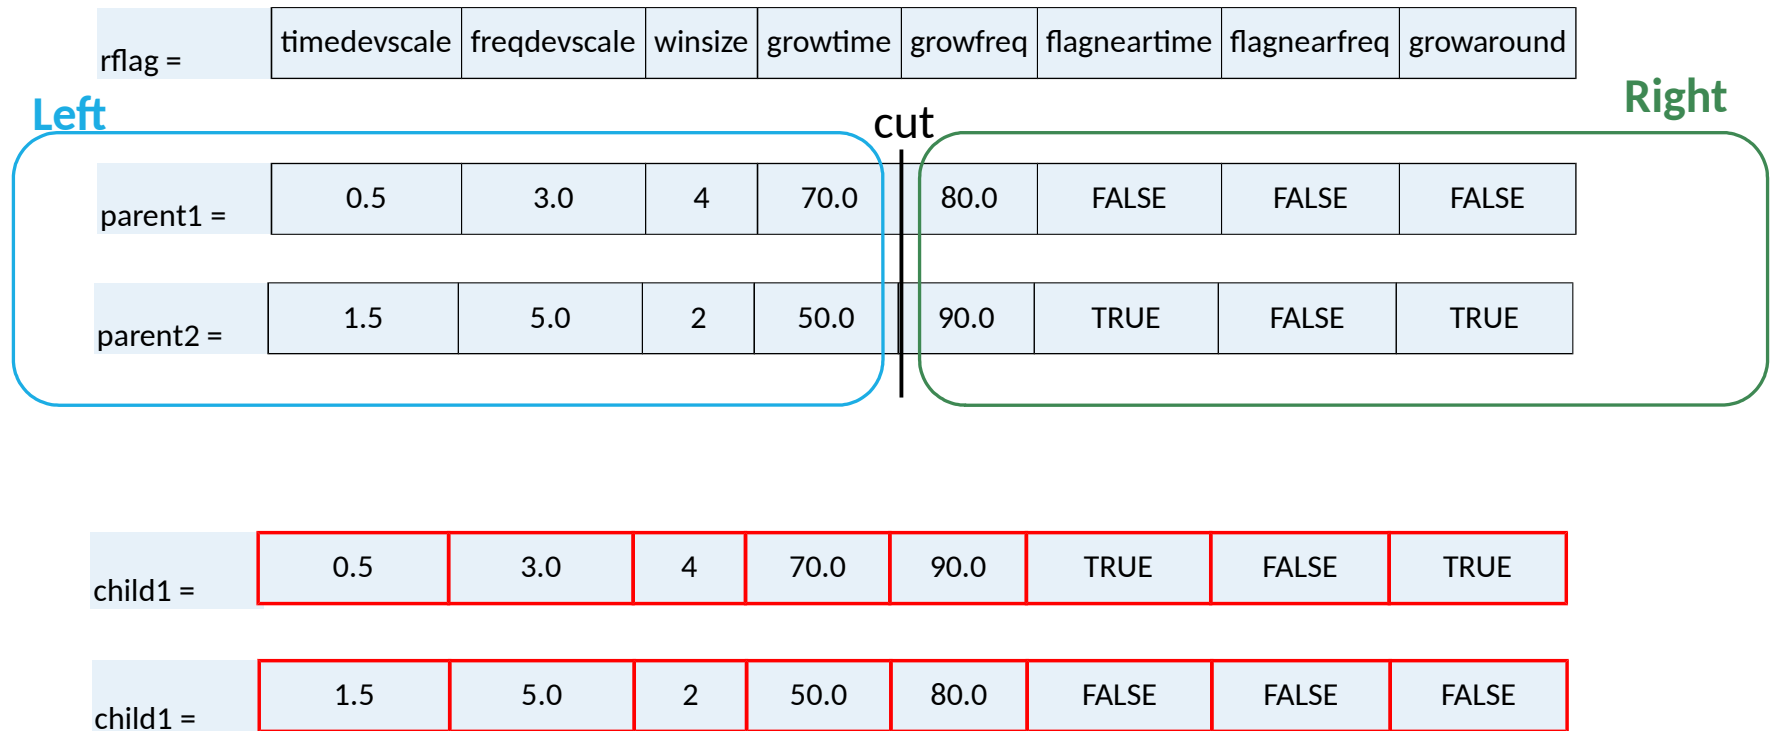 rflag = timedevscale freqdevscale winsize growtime growfreq flagneartime flagnearfreq growaround
Left cut Right
parent1 = 0.5 3.0 4 70.0 80.0 FALSE FALSE FALSE
parent2 = 1.5 5.0 2 50.0 90.0 TRUE FALSE TRUE
child1 = 0.5 3.0 4 70.0 90.0 TRUE FALSE TRUE
child1 = 1.5 5.0 2 50.0 80.0 FALSE FALSE FALSE